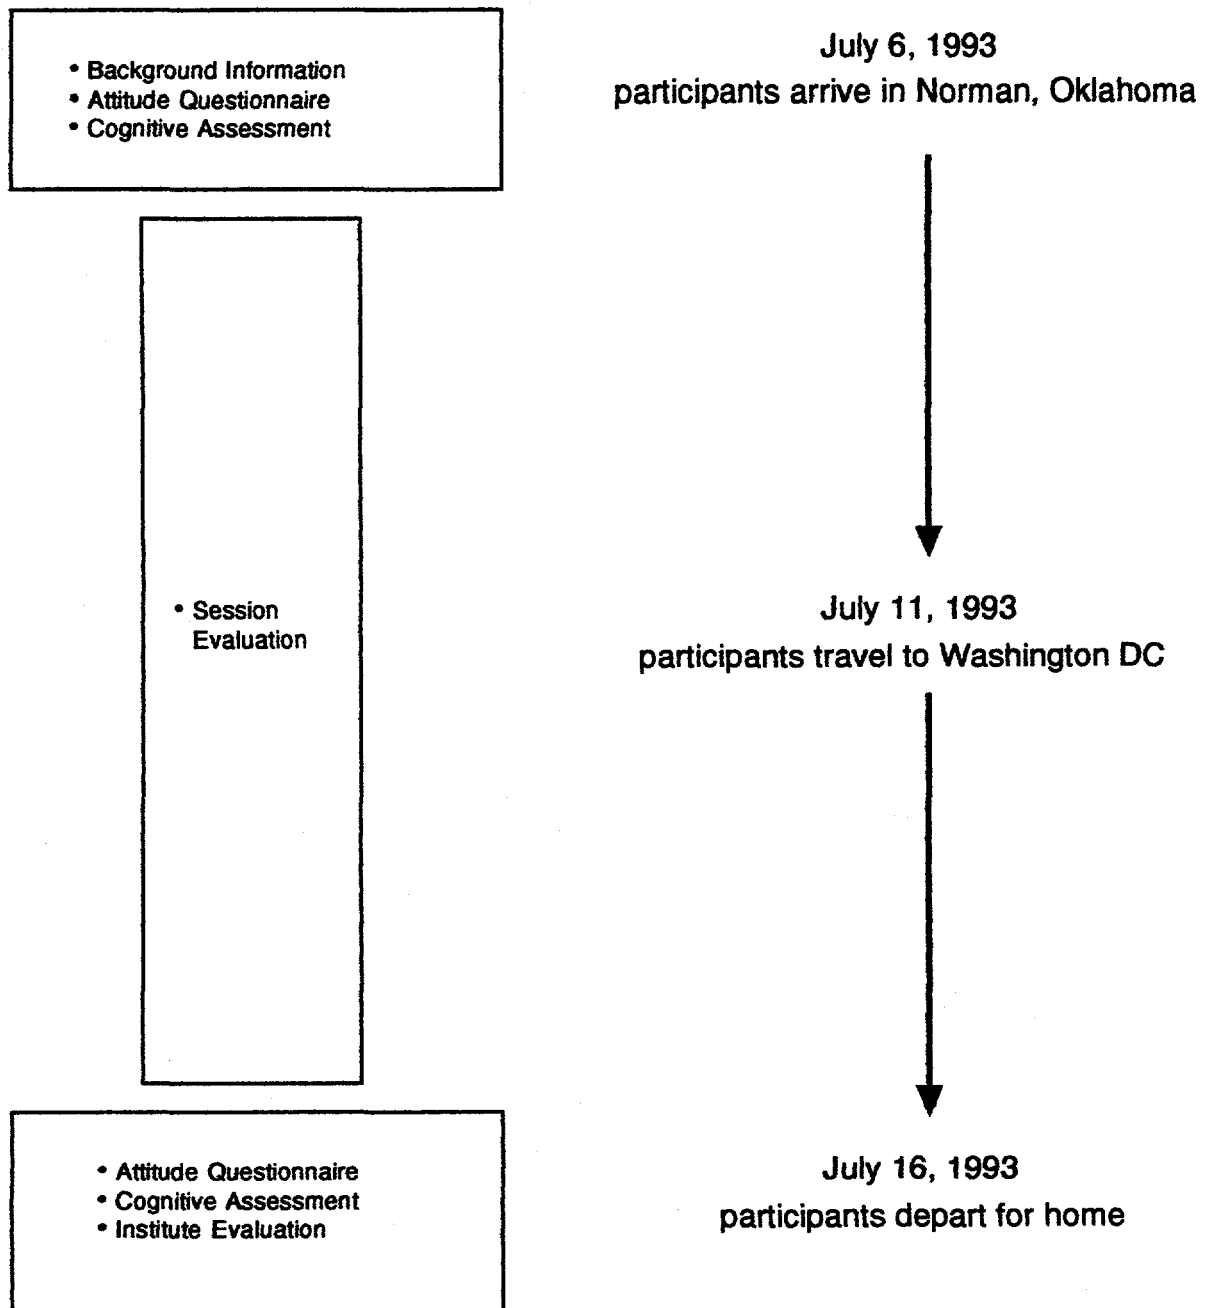 • Background Information
• Attitude Questionnaire
• Cognitive Assessment
July 6, 1993
participants arrive in Norman, Oklahoma
• Session
Evaluation
July 11, 1993
participants travel to Washington DC
• Attitude Questionnaire
• Cognitive Assessment
• Institute Evaluation
July 16, 1993
participants depart for home